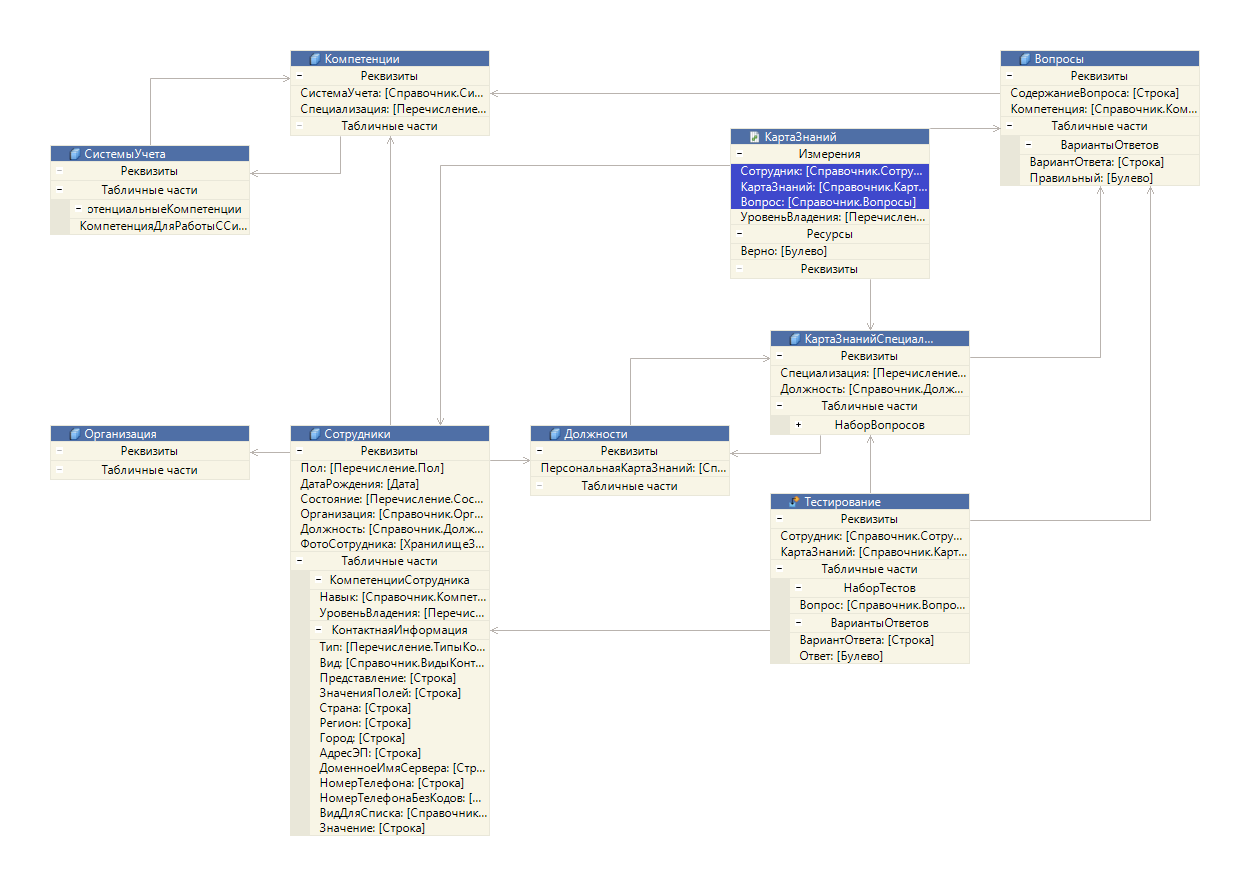 Компетенции
Реквизиты
СистемаУчета: [Справочник.Си...
Специализация: [Перечисление...
Табличные части
Вопросы
Реквизиты
СодержаниеВопроса: [Строка]
Компетенция: [Справочник.Ком...
Табличные части
ВариантыОтветов
ВариантОтвета: [Строка]
Правильный: [Булево]
КартаЗнаний
Измерения
Сотрудник: [Справочник.Сотру...
КартаЗнаний: [Справочник.Карт...
Вопрос: [Справочник.Вопросы]
УровеньВладения: [Перечислен...
Ресурсы
Верно: [Булево]
Реквизиты
СистемыУчета
Реквизиты
Табличные части
отенциальныеКомпетенции
КомпетенцияДляРаботыССи...
КартаЗнанийСпециал...
Реквизиты
Специализация: [Перечисление...
Должность: [Справочник.Долж...
Табличные части
НаборВопросов
Организация
Реквизиты
Табличные части
Сотрудники
Реквизиты
Пол: [Перечисление.Пол]
ДатаРождения: [Дата]
Состояние: [Перечисление.Сос...
Организация: [Справочник.Орг...
Должность: [Справочник.Долж...
ФотоСотрудника: [ХранилищеЗ...
Табличные части
КомпетенцииСотрудника
Навык: [Справочник.Компет...
УровеньВладения: [Перечис...
КонтактнаяИнформация
Тип: [Перечисление.ТипыКо...
Вид: [Справочник.ВидыКонт...
Представление: [Строка]
ЗначенияПолей: [Строка]
Страна: [Строка]
Регион: [Строка]
Город: [Строка]
АдресЭП: [Строка]
ДоменноеИмяСервера: [Стр...
НомерТелефона: [Строка]
НомерТелефонаБезКодов: [...
ВидДляСписка: [Справочник...
Значение: [Строка]
Должности
Реквизиты
ПерсональнаяКартаЗнаний: [Сп...
Табличные части
Тестирование
Реквизиты
Сотрудник: [Справочник.Сотру...
КартаЗнаний: [Справочник.Карт...
Табличные части
НаборТестов
Вопрос: [Справочник.Вопро...
ВариантыОтветов
ВариантОтвета: [Строка]
Ответ: [Булево]